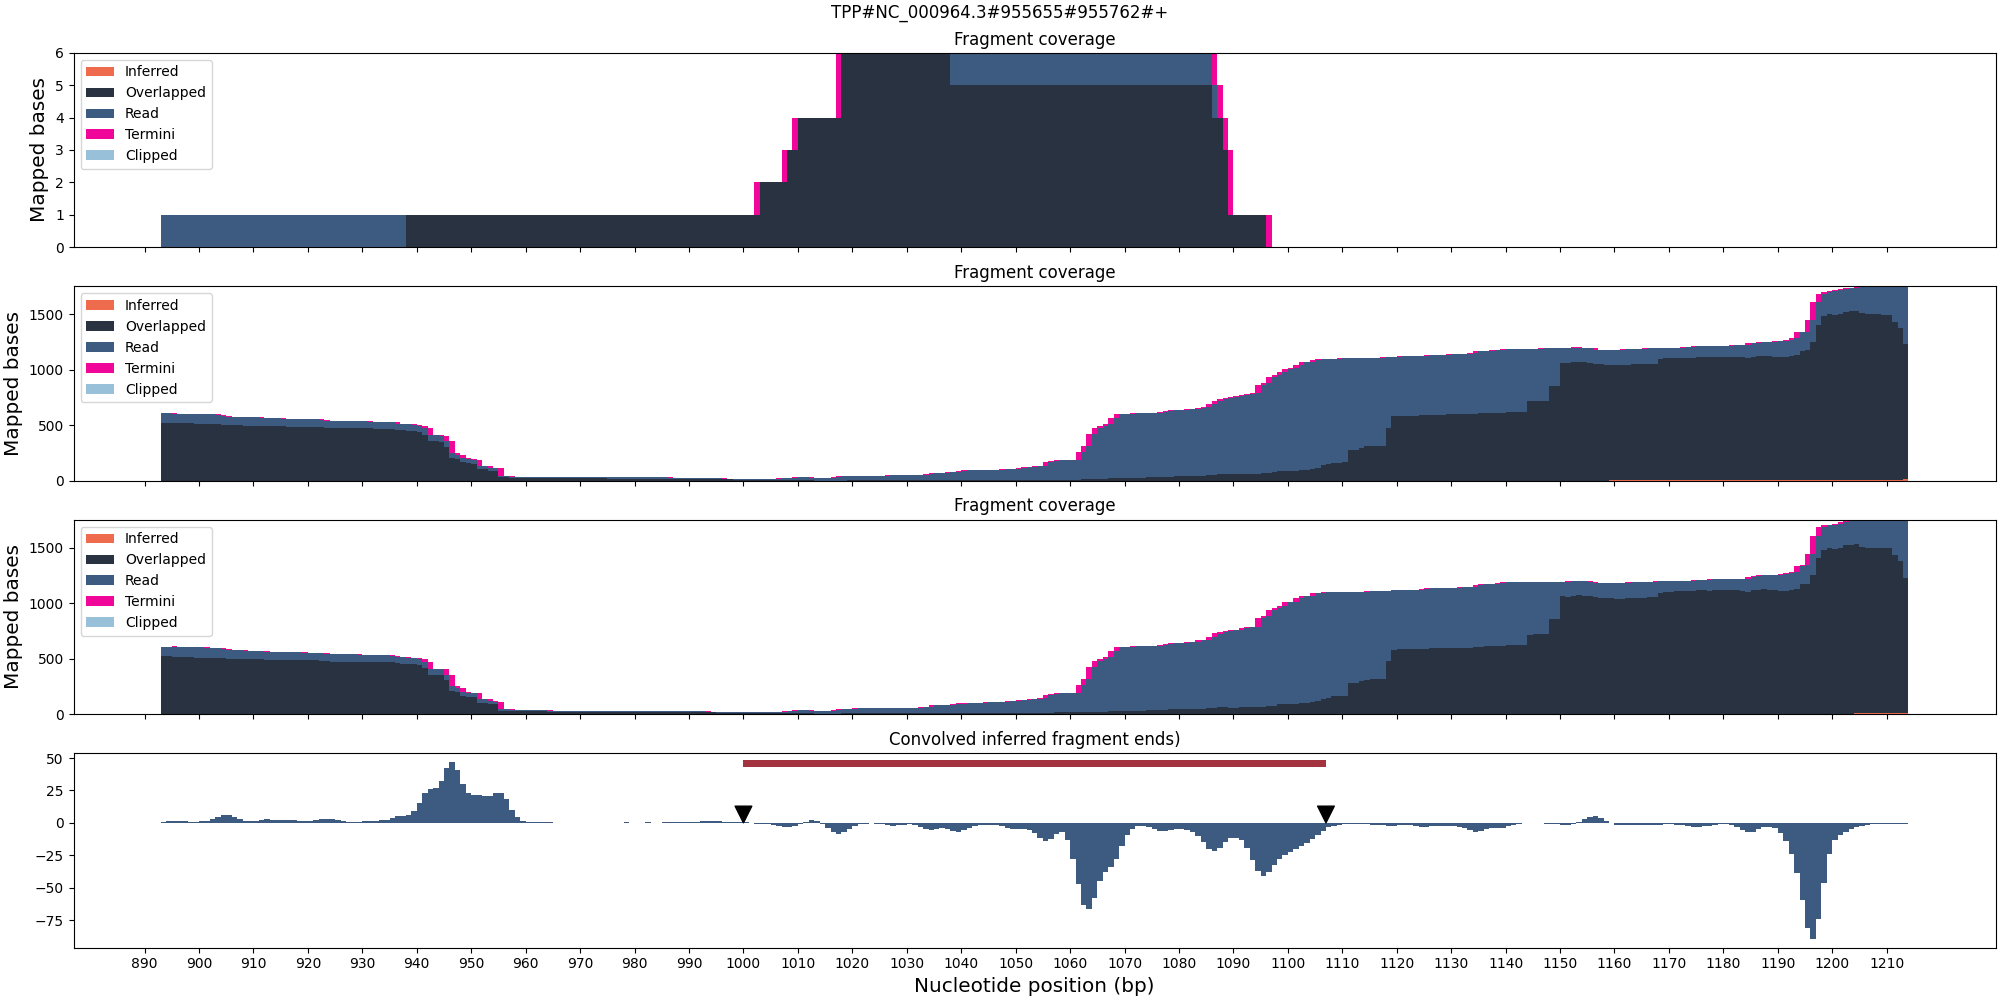 TPP#NC_000964.3#955655#955762#+
Fragment coverage
Mapped bases
6
5
4
3
2
1
0
Inferred
Overlapped
Read
Termini
Clipped
Fragment coverage
Mapped bases
1500
1000
500
0
Inferred
Overlapped
Read
Termini
Clipped
Fragment coverage
Mapped bases
1500
1000
500
0
Inferred
Overlapped
Read
Termini
Clipped
Convolved inferred fragment ends)
50
25
0
−25
−50
−75
890 900 910 920 930 940 950 960 970 980 990 1000 1010 1020 1030 1040 1050 1060 1070 1080 1090 1100 1110 1120 1130 1140 1150 1160 1170 1180 1190 1200 1210
Nucleotide position (bp)